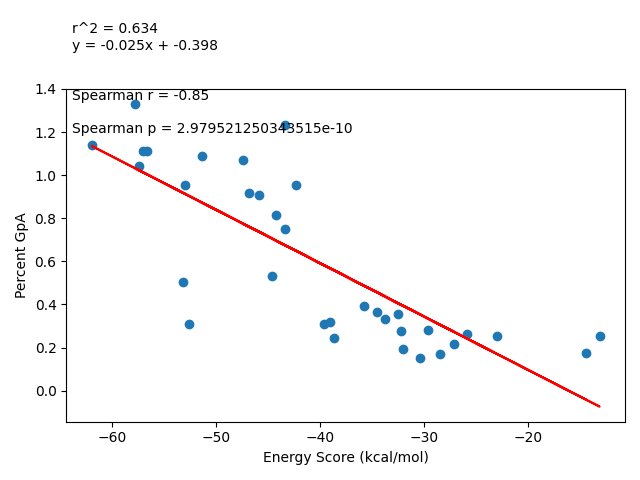 r^2 = 0.634
y = -0.025x + -0.398
Spearman r = -0.85
Spearman p = 2.979521250343515e-10
1.4
1.2
1.0
0.8
0.6
0.4
0.2
0.0
Percent GpA
−60
−50
−40
−30
−20
Energy Score (kcal/mol)